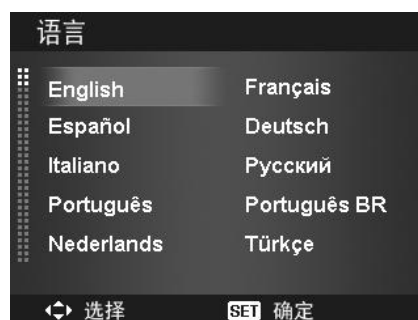 语言
English Français
Español Deutsch
Italiano Русский
Português Português BR
Nederlands Türkçe
选择 SET 确定